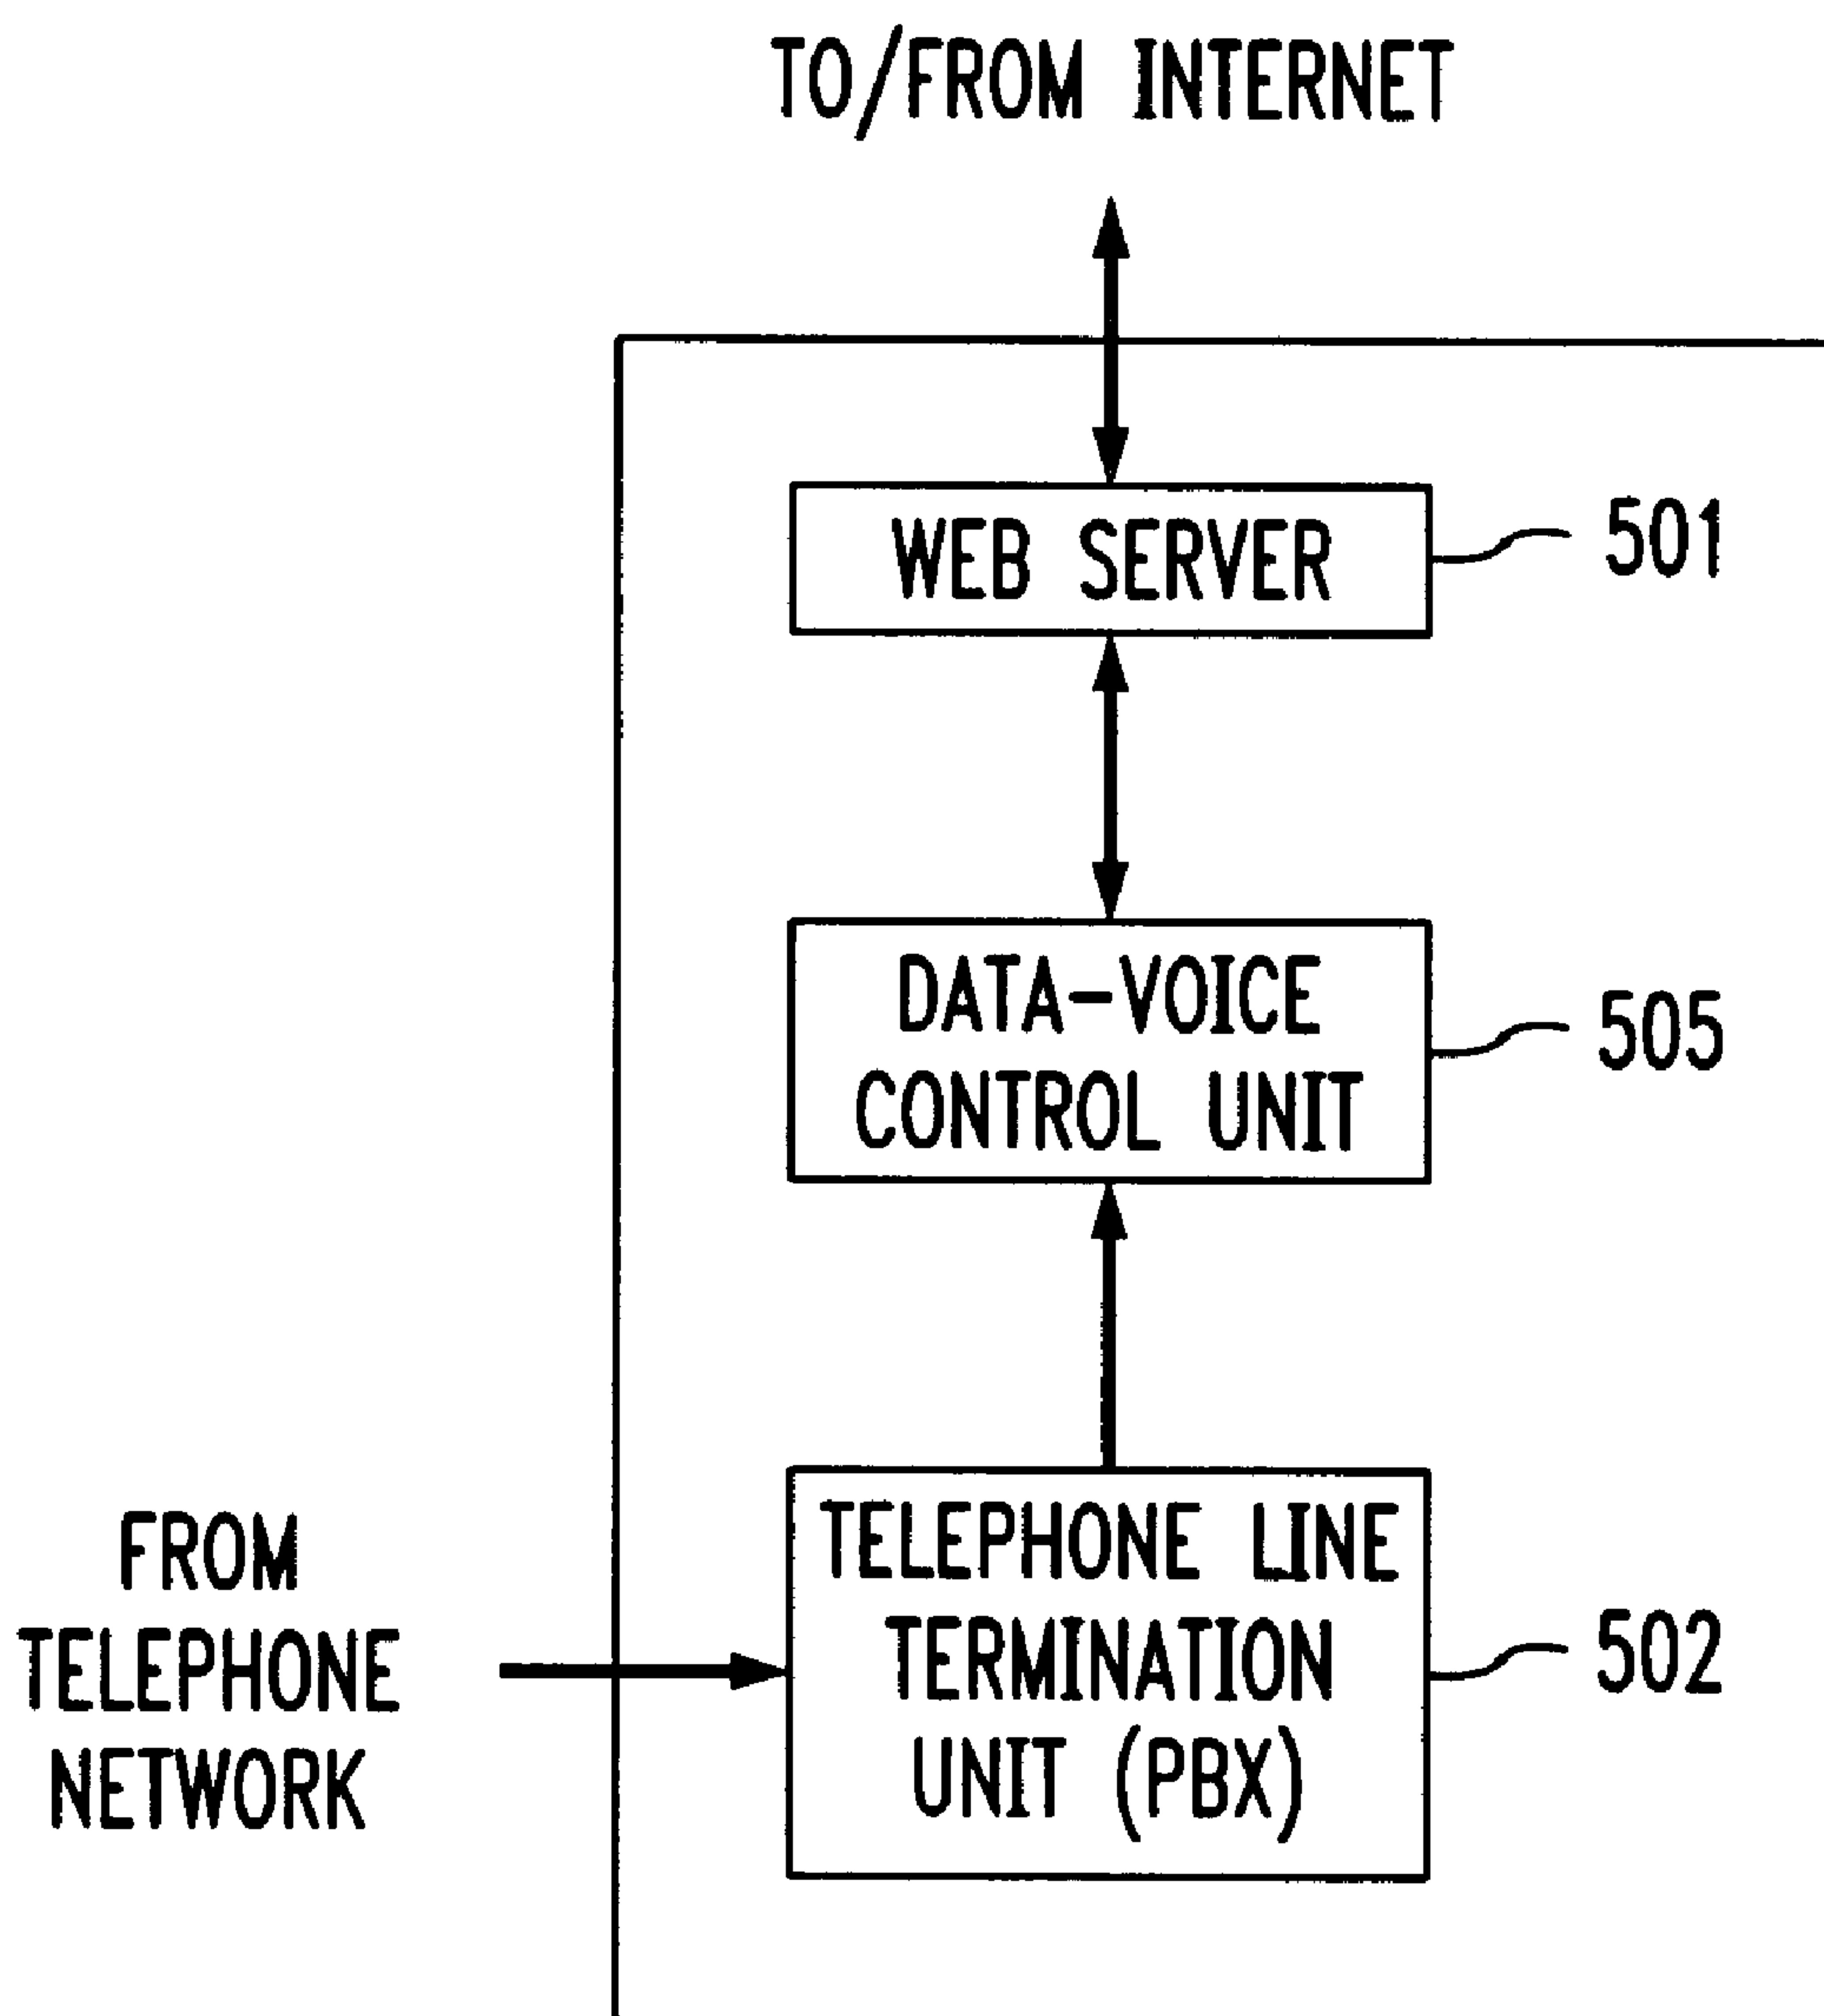 TO/FROM INTERNET
WEB SERVER
501
DATA-VOICE
CONTROL UNIT
505
FROM
TELEPHONE
NETWORK
TELEPHONE LINE
TERMINATION
UNIT (PBX)
502